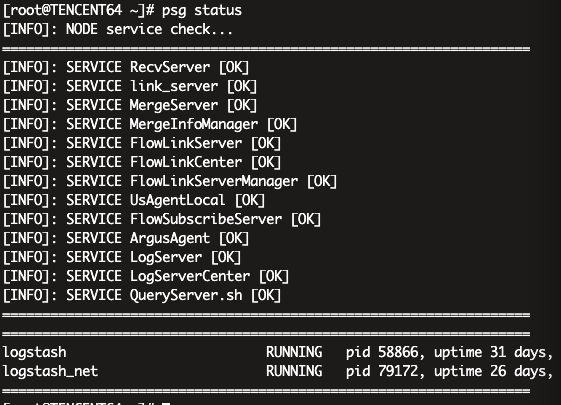 [root@TENCENT64 ~]# psg status
[INFO]: NODE service check...
[INFO]: SERVICE RecvServer [OK]
[INFO]: SERVICE link_server [OK]
[INFO]: SERVICE MergeServer [OK]
[INFO]: SERVICE MergeInfoManager [OK]
[INFO]: SERVICE FlowLinkServer [OK]
[INFO]: SERVICE FlowLinkCenter [OK]
[INFO]: SERVICE FlowLinkServerManager [OK]
[INFO]: SERVICE UsAgentLocal [OK]
[INFO]: SERVICE FlowSubscribeServer [OK]
[INFO]: SERVICE ArgusAgent [OK]
[INFO]: SERVICE LogServer [OK]
[INFO]: SERVICE LogServerCenter [OK]
[INFO]: SERVICE QueryServer.sh [OK]
logstash RUNNING pid 58866, uptime 31 days,
logstash_net RUNNING pid 79172, uptime 26 days,
[root@TENCENT64 ~]#